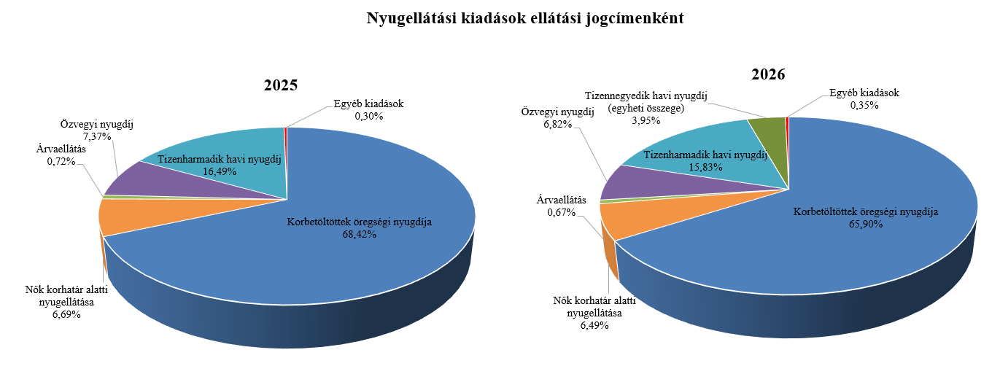 Nyugellátási kiadások ellátási jogcímenként
2025
Egyéb kiadások
0,30%
Özvegyi nyugdíj
7,37%
Árvaellátás
0,72%
Tizenharmadik havi nyugdíj
16,49%
Korbetöltöttek öregségi nyugdíja
68,42%
Nők korhatár alatti
nyugellátása
6,69%
2026
Egyéb kiadások
0,35%
Tizennegyedik havi nyugdíj
(egyheti összege)
3,95%
Özvegyi nyugdíj
6,82%
Tizenharmadik havi nyugdíj
15,83%
Árvaellátás
0,67%
Korbetöltöttek öregségi nyugdíja
65,90%
Nők korhatár alatti
nyugellátása
6,49%